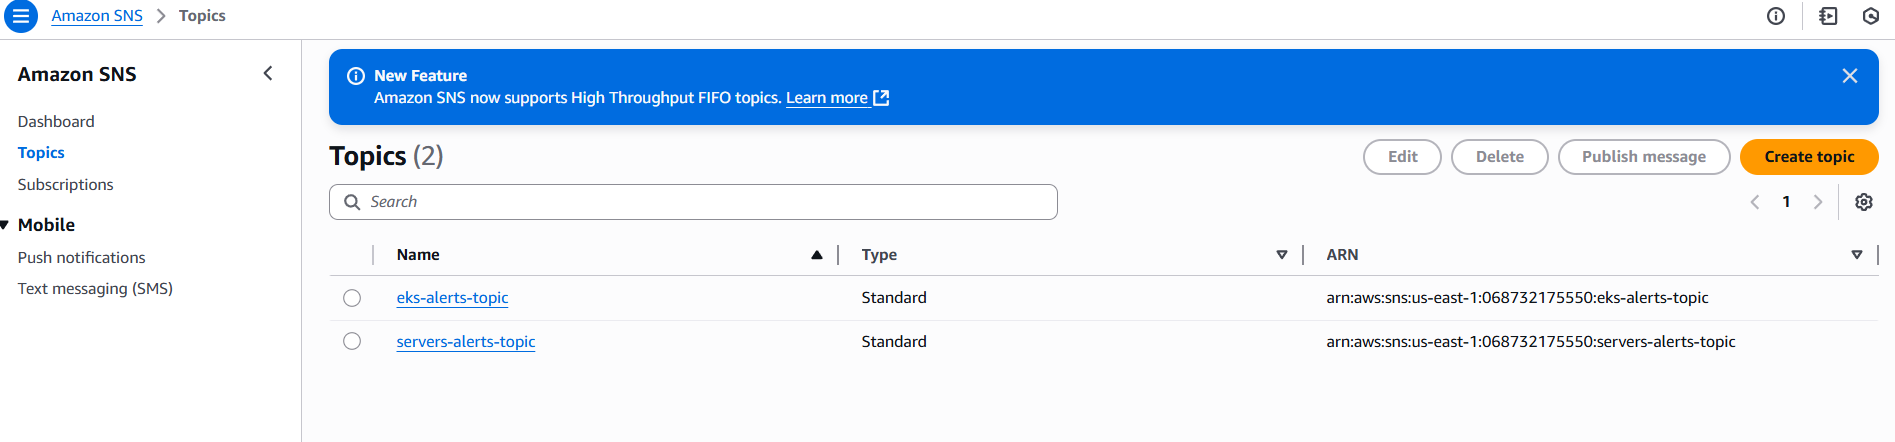 Amazon SNS > Topics
Amazon SNS
Dashboard
Topics
Subscriptions
Mobile
Push notifications
Text messaging (SMS)
New Feature
Amazon SNS now supports High Throughput FIFO topics. Learn more
Topics (2)
Edit Delete Publish message Create topic
Search
1
Name Type ARN
eks-alerts-topic Standard arn:aws:sns:us-east-1:068732175550:eks-alerts-topic
servers-alerts-topic Standard arn:aws:sns:us-east-1:068732175550:servers-alerts-topic